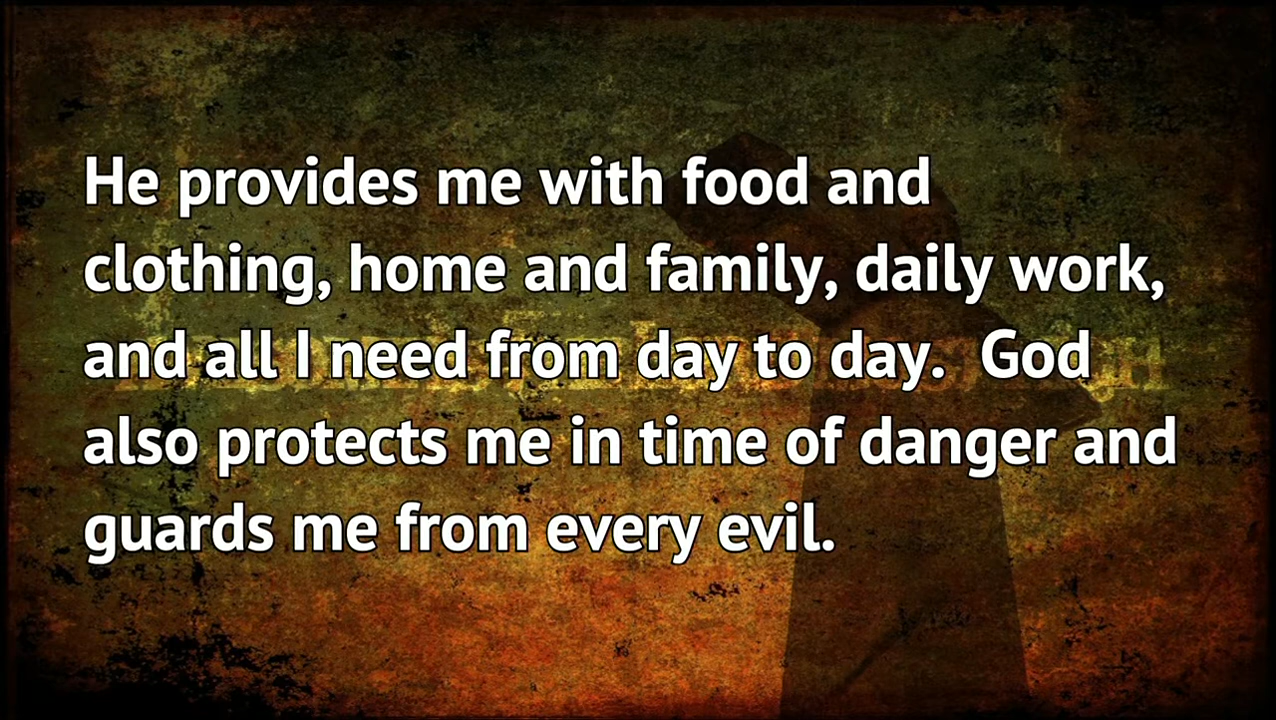 He provides me with food and
clothing, home and family, daily work,
and all I need from day to day.  God
also protects me in time of danger and
guards me from every evil.